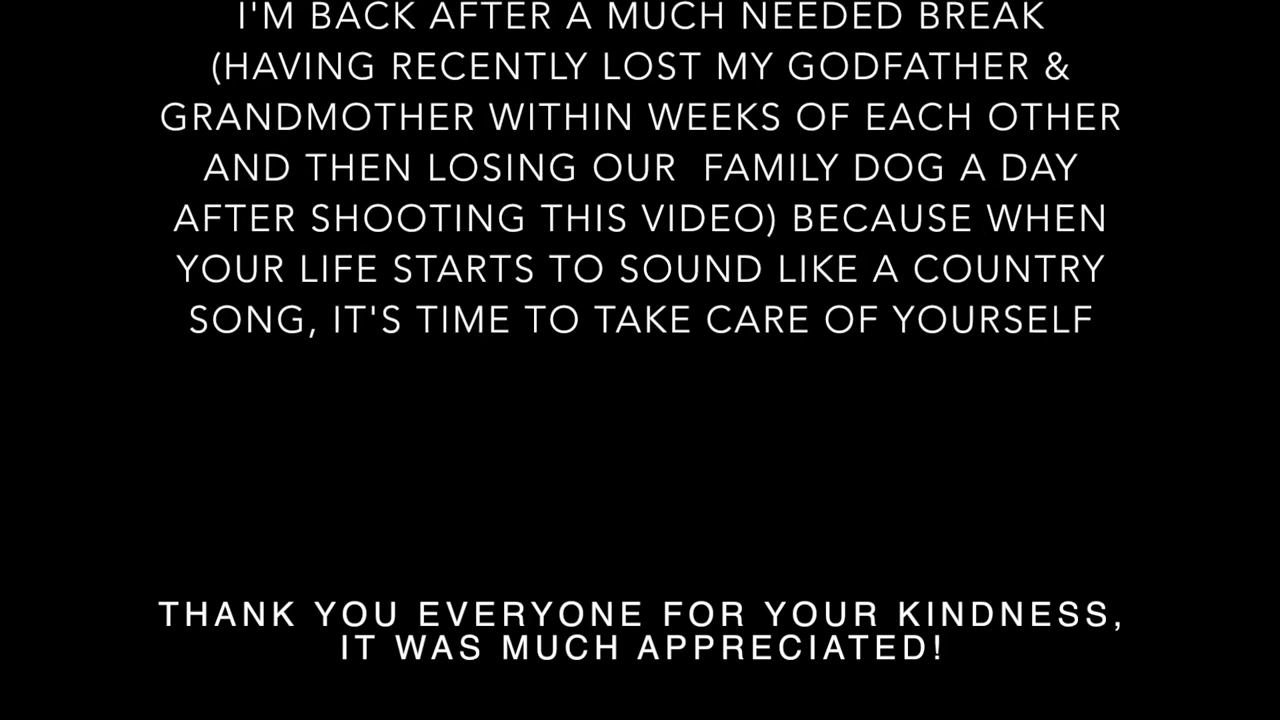 I'M BACK AFTER A MUCH NEEDED BREAK
(HAVING RECENTLY LOST MY GODFATHER &
GRANDMOTHER WITHIN WEEKS OF EACH OTHER
AND THEN LOSING OUR FAMILY DOG A DAY
AFTER SHOOTING THIS VIDEO) BECAUSE WHEN
YOUR LIFE STARTS TO SOUND LIKE A COUNTRY
SONG, IT'S TIME TO TAKE CARE OF YOURSELF
THANK YOU EVERYONE FOR YOUR KINDNESS,
IT WAS MUCH APPRECIATED!